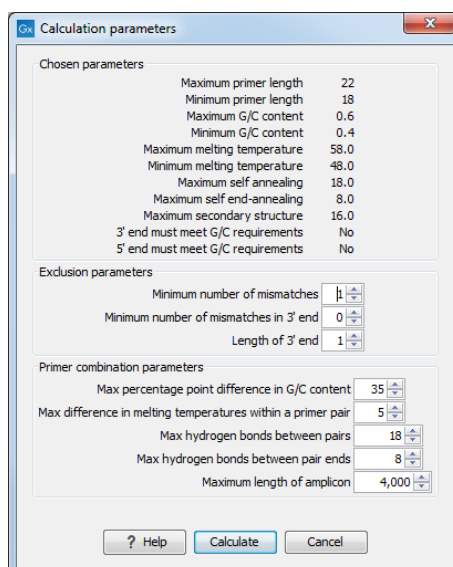 Gx Calculation parameters
Chosen parameters
Maximum primer length 22
Minimum primer length 18
Maximum G/C content 0.6
Minimum G/C content 0.4
Maximum melting temperature 58.0
Minimum melting temperature 48.0
Maximum self annealing 18.0
Maximum self end-annealing 8.0
Maximum secondary structure 16.0
3' end must meet G/C requirements No
5' end must meet G/C requirements No
Exclusion parameters
Minimum number of mismatches 1
Minimum number of mismatches in 3' end 0
Length of 3' end 1
Primer combination parameters
Max percentage point difference in G/C content 35
Max difference in melting temperatures within a primer pair 5
Max hydrogen bonds between pairs 18
Max hydrogen bonds between pair ends 8
Maximum length of amplicon 4,000
? Help Calculate Cancel